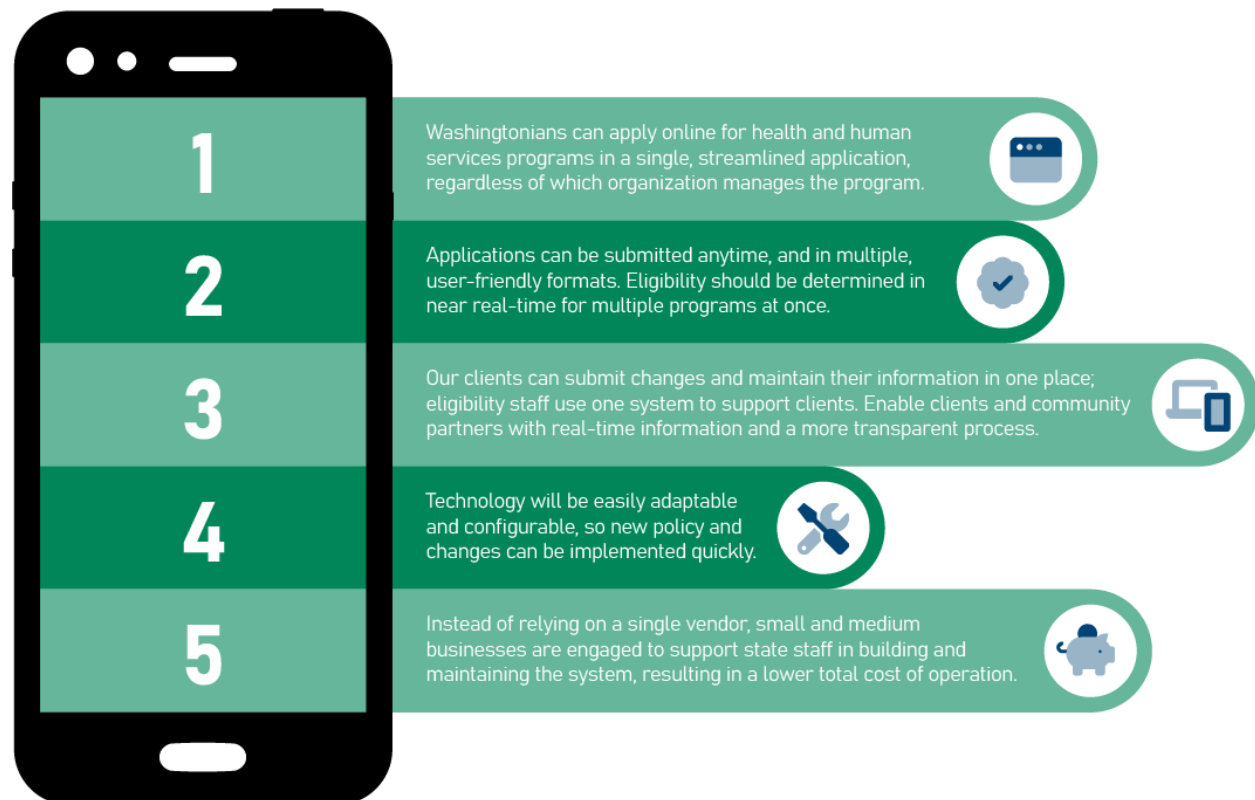 1
Washingtonians can apply online for health and human
services programs in a single, streamlined application,
regardless of which organization manages the program.
2
Applications can be submitted anytime, and in multiple,
user-friendly formats. Eligibility should be determined in
near real-time for multiple programs at once.
3
Our clients can submit changes and maintain their information in one place;
eligibility staff use one system to support clients. Enable clients and community
partners with real-time information and a more transparent process.
4
Technology will be easily adaptable
and configurable, so new policy and
changes can be implemented quickly.
5
Instead of relying on a single vendor, small and medium
businesses are engaged to support state staff in building and
maintaining the system, resulting in a lower total cost of operation.